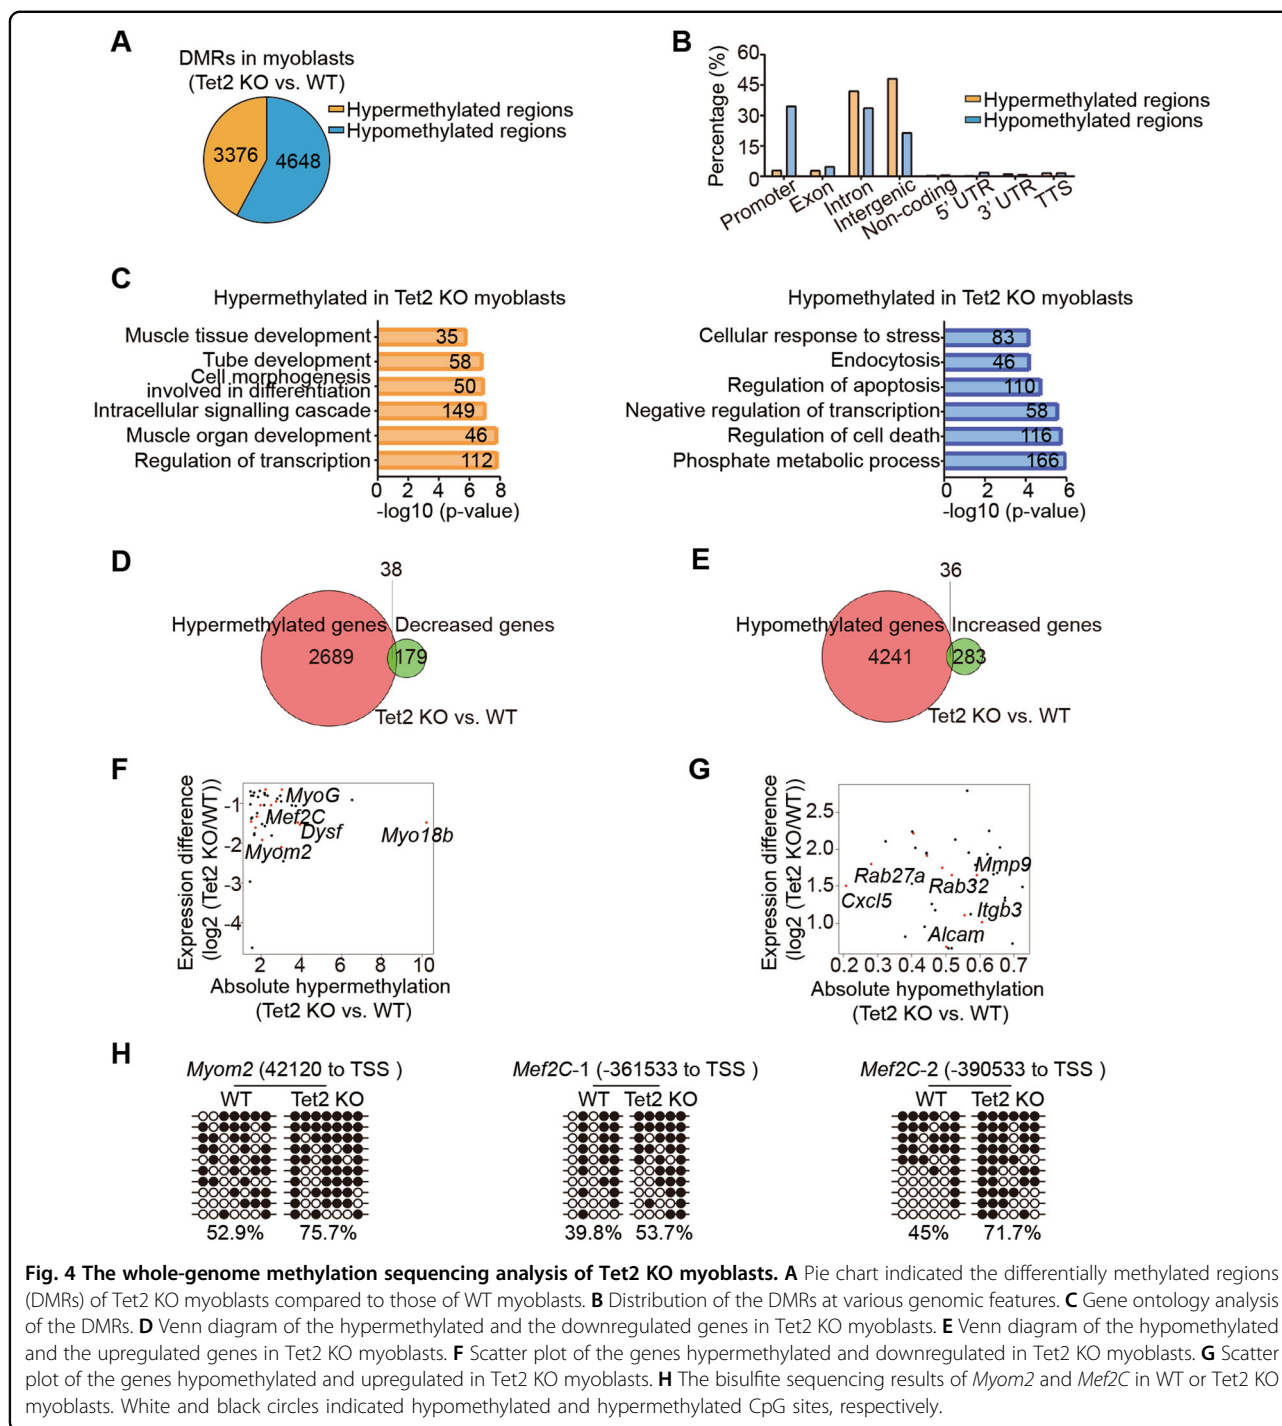 A
DMRs in myoblasts
(Tet2 KO vs. WT)
3376
4648
Hypermethylated regions
Hypomethylated regions
B
Percentage (%)
60
45
30
15
0
Promoter
Exon
Intron
Intergenic
Non-coding
5' UTR
3' UTR
TTS
Hypermethylated regions
Hypomethylated regions
C
Hypermethylated in Tet2 KO myoblasts
Muscle tissue development 35
Tube development 58
Cell morphogenesis
involved in differentiation 50
Intracellular signalling cascade 149
Muscle organ development 46
Regulation of transcription 112
0 2 4 6 8
-log10 (p-value)
Hypomethylated in Tet2 KO myoblasts
Cellular response to stress 83
Endocytosis 46
Regulation of apoptosis 110
Negative regulation of transcription 58
Regulation of cell death 116
Phosphate metabolic process 166
0 2 4 6
-log10 (p-value)
D
38
Hypermethylated genes Decreased genes
2689 179
Tet2 KO vs. WT
E
36
Hypomethylated genes Increased genes
4241 283
Tet2 KO vs. WT
F
Expression difference
(log2 (Tet2 KO/WT))
-1
-2
-3
-4
MyoG
Mef2C
Dysf
Myo18b
Myom2
2 4 6 8 10
Absolute hypermethylation
(Tet2 KO vs. WT)
G
Expression difference
(log2 (Tet2 KO/WT))
2.5
2.0
1.5
1.0
Mmp9
Rab27a
Rab32
Cxcl5
Itgb3
Alcam
0.2 0.3 0.4 0.5 0.6 0.7
Absolute hypomethylation
(Tet2 KO vs. WT)
H
Myom2 (42120 to TSS )
WT Tet2 KO
52.9% 75.7%
Mef2C-1 (-361533 to TSS )
WT Tet2 KO
39.8% 53.7%
Mef2C-2 (-390533 to TSS )
WT Tet2 KO
45% 71.7%
Fig. 4 The whole-genome methylation sequencing analysis of Tet2 KO myoblasts. A Pie chart indicated the differentially methylated regions
(DMRs) of Tet2 KO myoblasts compared to those of WT myoblasts. B Distribution of the DMRs at various genomic features. C Gene ontology analysis
of the DMRs. D Venn diagram of the hypermethylated and the downregulated genes in Tet2 KO myoblasts. E Venn diagram of the hypomethylated
and the upregulated genes in Tet2 KO myoblasts. F Scatter plot of the genes hypermethylated and downregulated in Tet2 KO myoblasts. G Scatter
plot of the genes hypomethylated and upregulated in Tet2 KO myoblasts. H The bisulfite sequencing results of Myom2 and Mef2C in WT or Tet2 KO
myoblasts. White and black circles indicated hypomethylated and hypermethylated CpG sites, respectively.